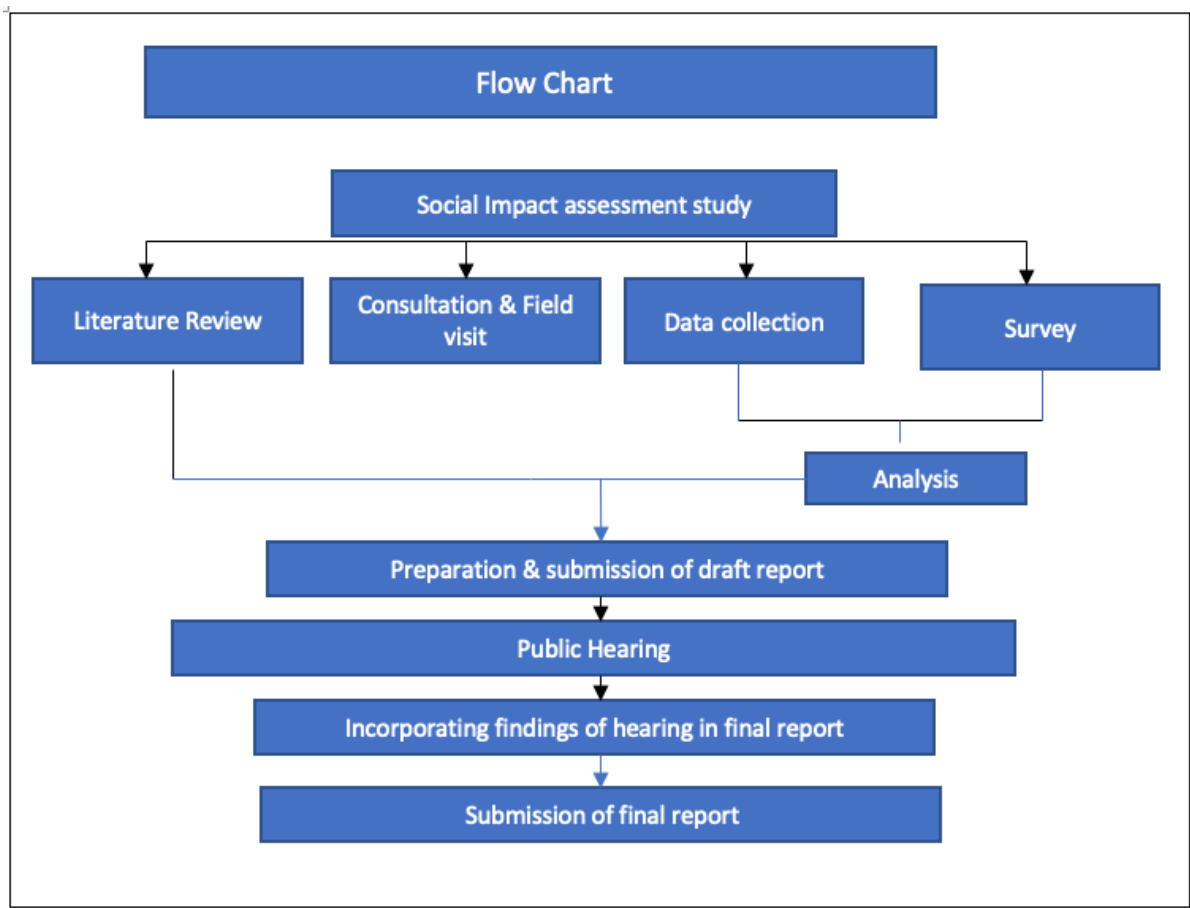 Flow Chart
Social Impact assessment study
Literature Review
Consultation & Field
visit
Data collection
Survey
Analysis
Preparation & submission of draft report
Public Hearing
Incorporating findings of hearing in final report
Submission of final report